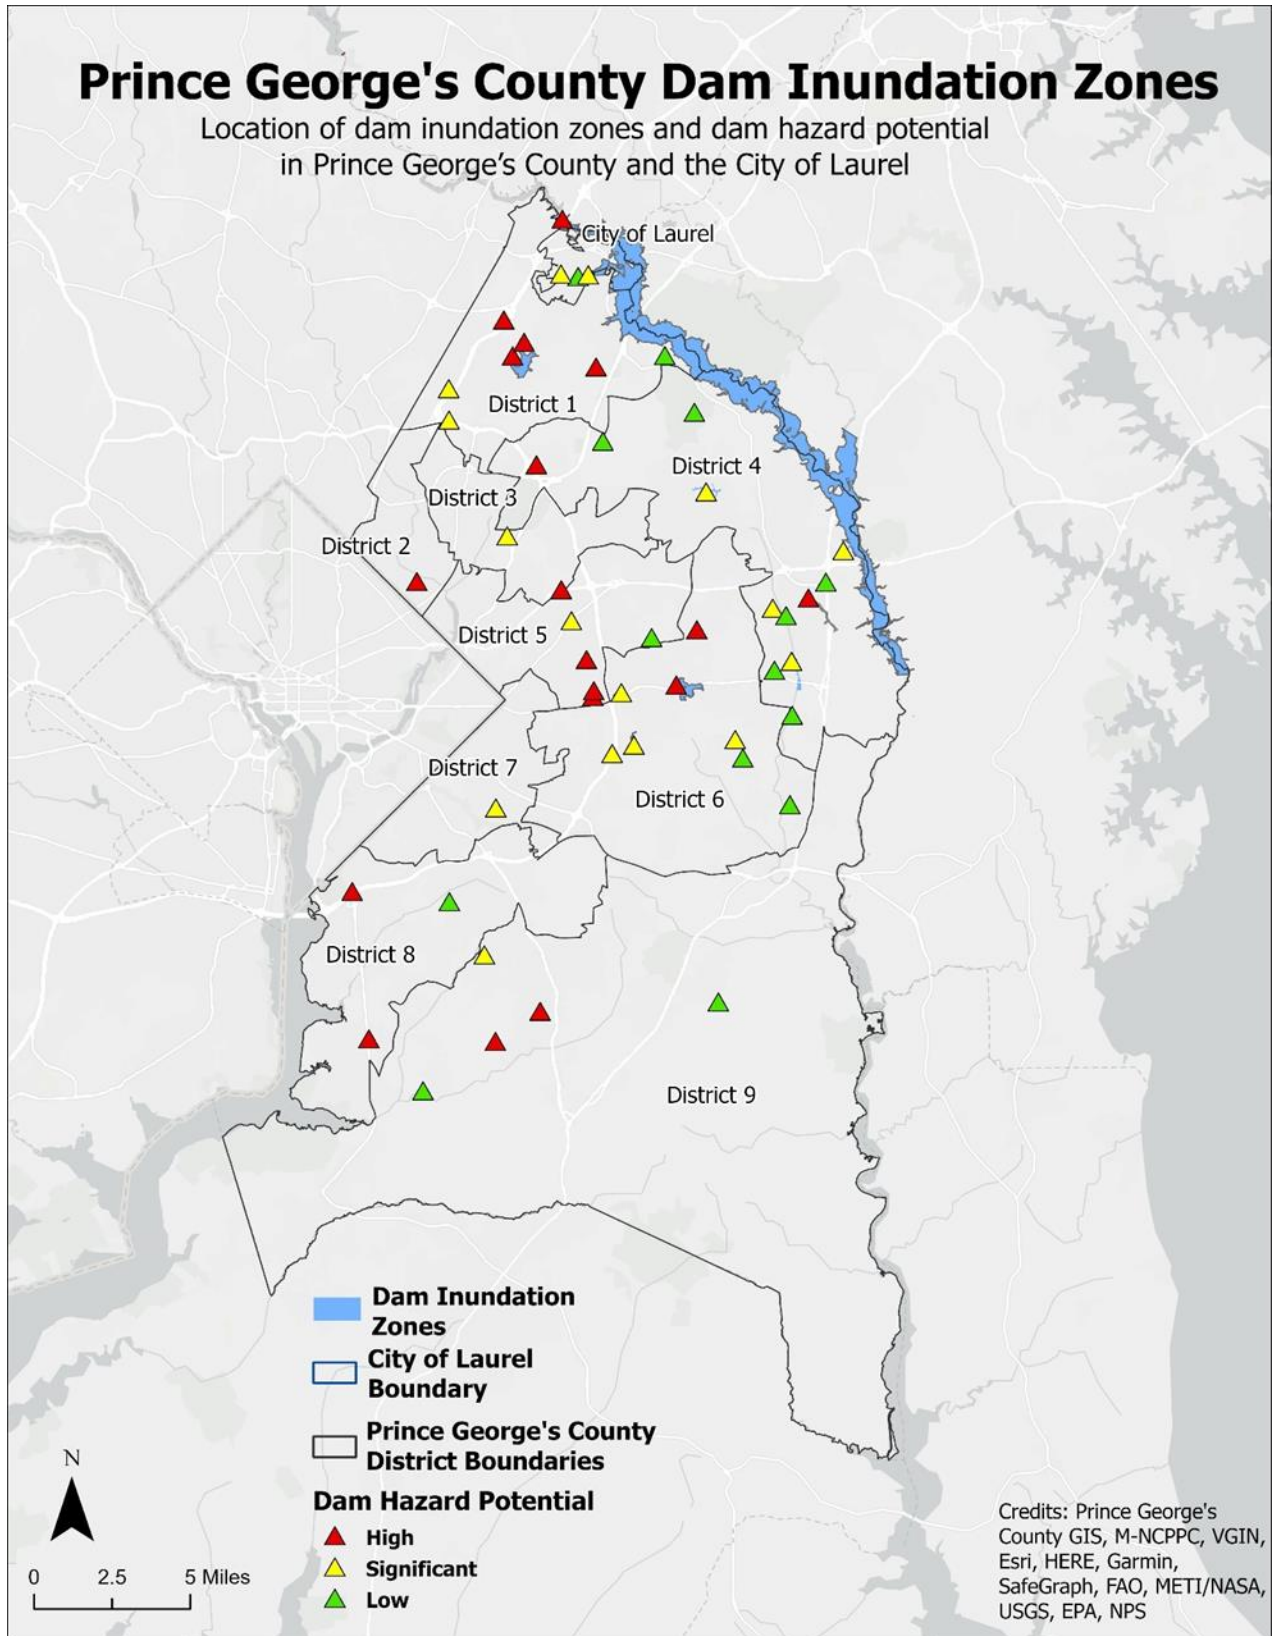 Prince George's County Dam Inundation Zones
Location of dam inundation zones and dam hazard potential
in Prince George’s County and the City of Laurel
City of Laurel
District 1
District 4
District 3
District 2
District 5
District 7
District 6
District 8
District 9
Dam Inundation
Zones
City of Laurel
Boundary
Prince George's County
District Boundaries
Dam Hazard Potential
High
Significant
Low
N
0 2.5 5 Miles
Credits: Prince George's
County GIS, M-NCPPC, VGIN,
Esri, HERE, Garmin,
SafeGraph, FAO, METI/NASA,
USGS, EPA, NPS